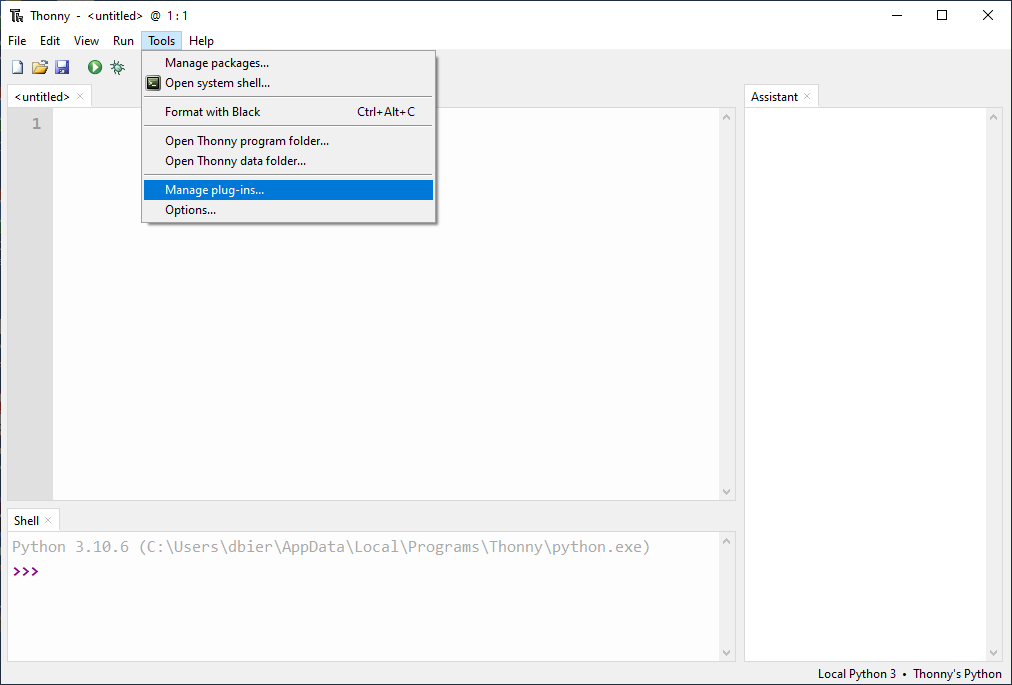 Thonny - <untitled> @ 1 : 1
File Edit View Run Tools Help
Manage packages...
Open system shell...
Format with Black Ctrl+Alt+C
Open Thonny program folder...
Open Thonny data folder...
Manage plug-ins...
Options...
<untitled>
1
Assistant
Shell
Python 3.10.6 (C:\Users\dbier\AppData\Local\Programs\Thonny\python.exe)
>>>
Local Python 3 • Thonny's Python